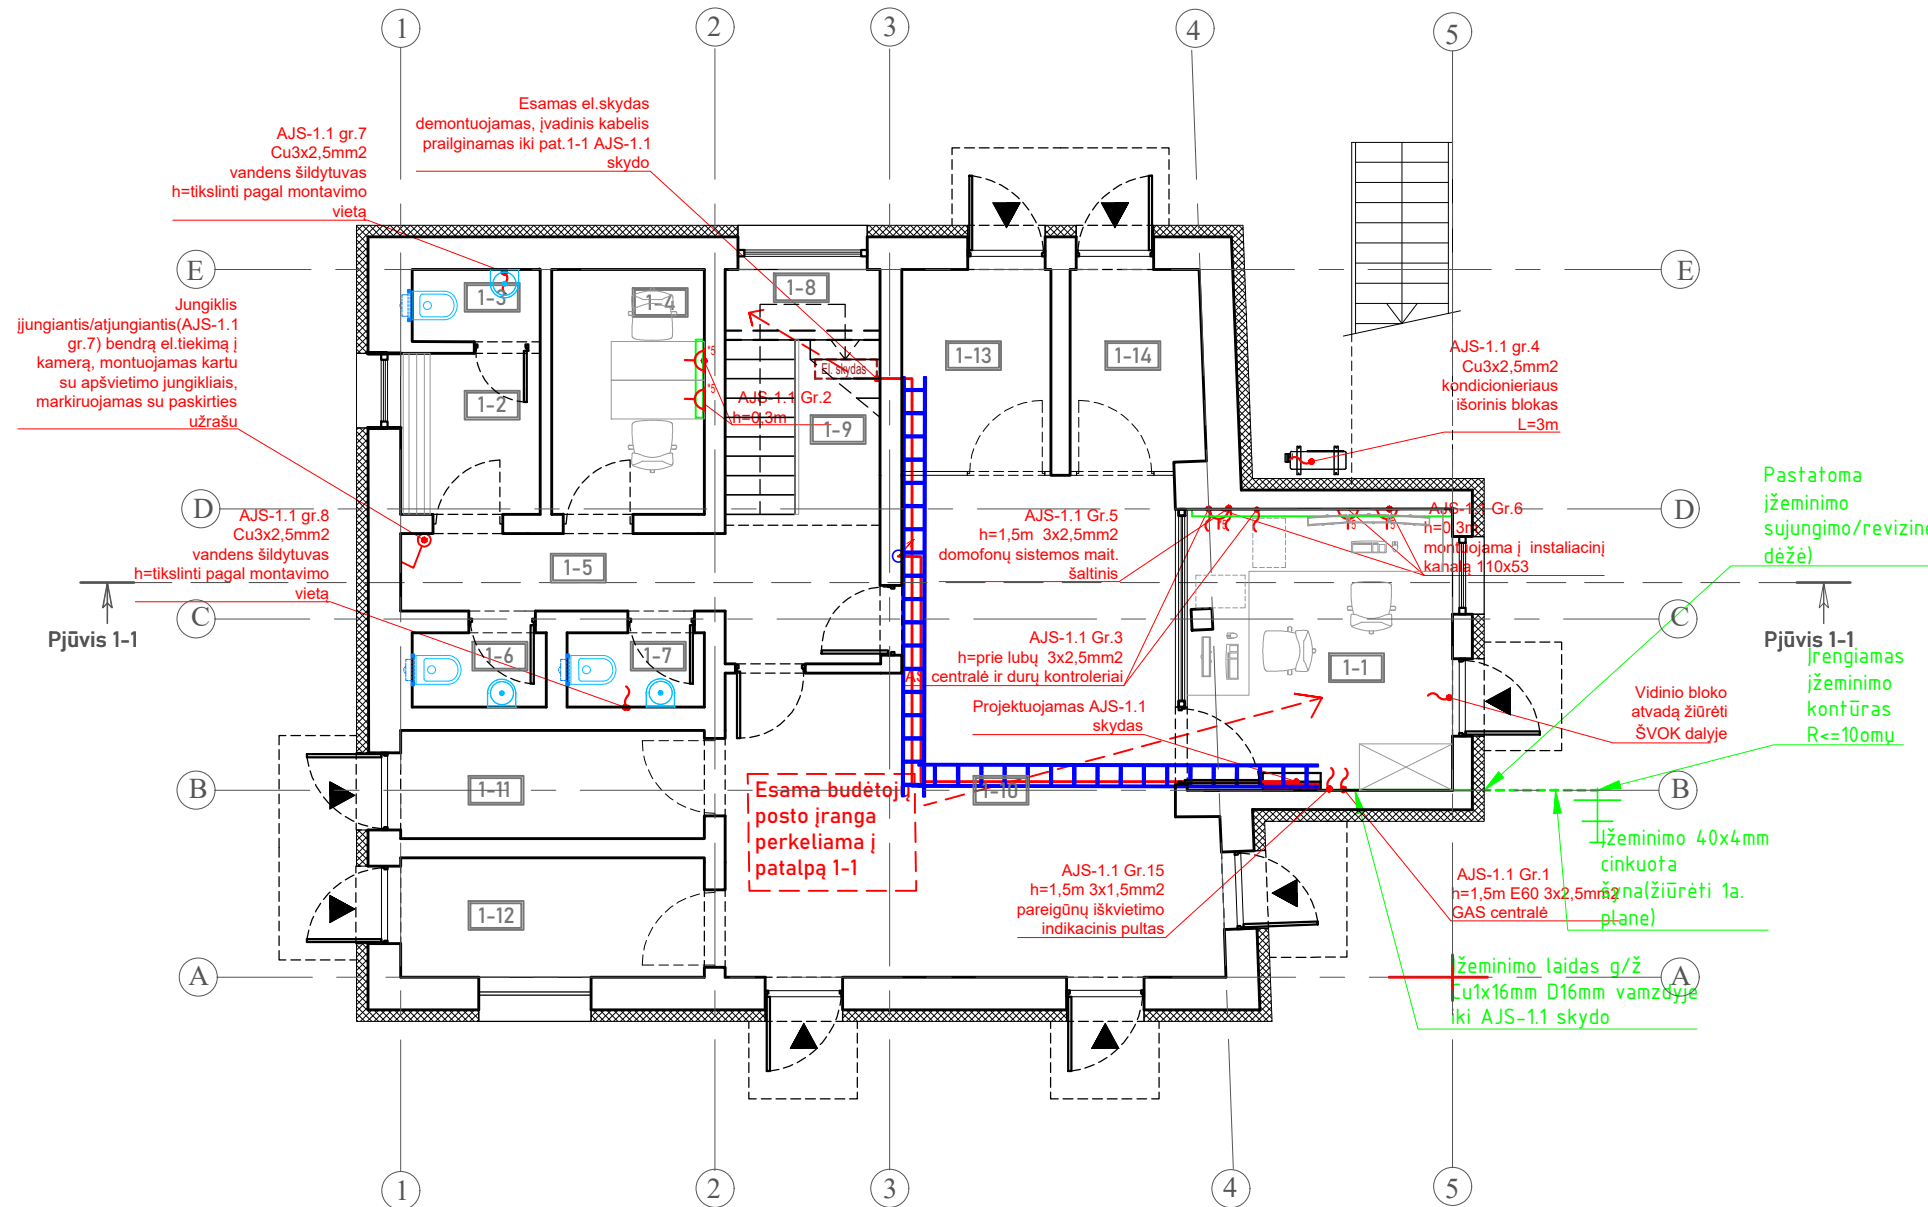 1
2
3
4
5
Esamas el.skydas
demontuojamas, įvadinis kabelis
prailginamas iki pat.1-1 AJS-1.1
skydo
AJS-1.1 gr.7
Cu3x2,5mm2
vandens šildytuvas
h=tikslinti pagal montavimo
vietą
E
E
1-3
1-4
1-8
Jungiklis
įjungiantis/atjungiantis(AJS-1.1
gr.7) bendrą el.tiekimą į
kamerą, montuojamas kartu
su apšvietimo jungikliais,
markiruojamas su paskirties
užrašu
1-2
El. skydas
AJS-1.1 Gr.2
h=0,3m
1-9
1-13
1-14
AJS-1.1 gr.4
Cu3x2,5mm2
kondicionieriaus
išorinis blokas
L=3m
Pastatoma
įžeminimo
sujungimo/revizinė
dėžė)
D
D
AJS-1.1 gr.8
Cu3x2,5mm2
vandens šildytuvas
h=tikslinti pagal montavimo
vietą
AJS-1.1 Gr.5
h=1,5m 3x2,5mm2
domofonų sistemos mait.
šaltinis
AJS-1.1 Gr.6
h=0,3m
montuojama į instaliacinį
kanalą 110x53
1-5
Pjūvis 1-1
Pjūvis 1-1
C
C
1-6
1-7
AJS-1.1 Gr.3
h=prie lubų 3x2,5mm2
AS centralė ir durų kontroleriai
1-1
Įrengiamas
įžeminimo
kontūras
R<=10omų
Projektuojamas AJS-1.1
skydas
Vidinio bloko
atvadą žiūrėti
ŠVOK dalyje
B
B
1-11
1-10
Esama budėtojų
posto įranga
perkeliama į
patalpą 1-1
Įžeminimo 40x4mm
cinkuota
šyna(žiūrėti 1a.
plane)
AJS-1.1 Gr.15
h=1,5m 3x1,5mm2
pareigūnų iškvietimo
indikacinis pultas
AJS-1.1 Gr.1
h=1,5m E60 3x2,5mm2
GAS centralė
1-12
A
A
Įžeminimo laidas g/ž
Cu1x16mm D16mm vamzdyje
iki AJS-1.1 skydo
1
2
3
4
5